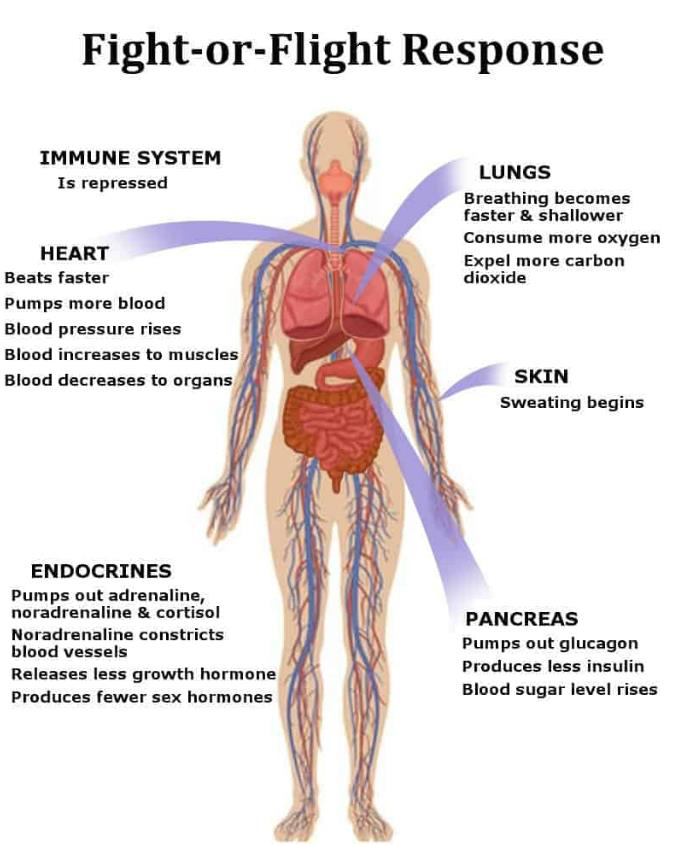 Fight-or-Flight Response
IMMUNE SYSTEM
Is repressed
HEART
Beats faster
Pumps more blood
Blood pressure rises
Blood increases to muscles
Blood decreases to organs
LUNGS
Breathing becomes
faster & shallower
Consume more oxygen
Expel more carbon
dioxide
SKIN
Sweating begins
ENDOCRINES
Pumps out adrenaline,
noradrenaline & cortisol
Noradrenaline constricts
blood vessels
Releases less growth hormone
Produces fewer sex hormones
PANCREAS
Pumps out glucagon
Produces less insulin
Blood sugar level rises